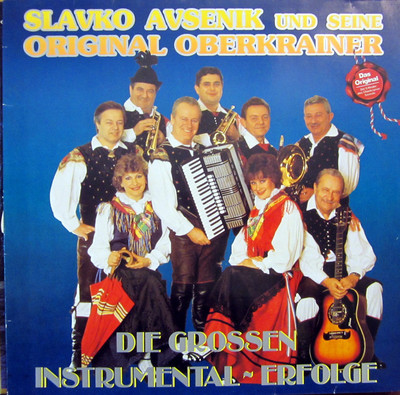 SLAVKO AVSENIK UND SEINE
ORIGINAL OBERKRAINER
Das
Original
DIE GROSSEN
INSTRUMENTAL-ERFOLGE